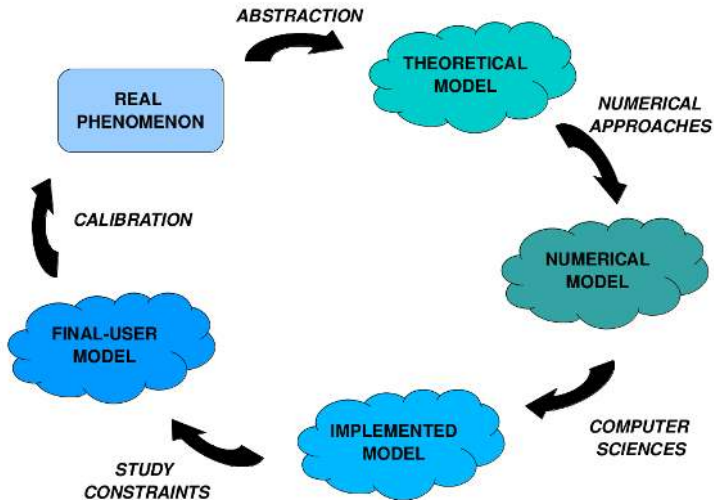 ABSTRACTION
THEORETICAL
MODEL
REAL
PHENOMENON
NUMERICAL
APPROACHES
CALIBRATION
NUMERICAL
MODEL
FINAL-USER
MODEL
IMPLEMENTED
MODEL
COMPUTER
SCIENCES
STUDY
CONSTRAINTS